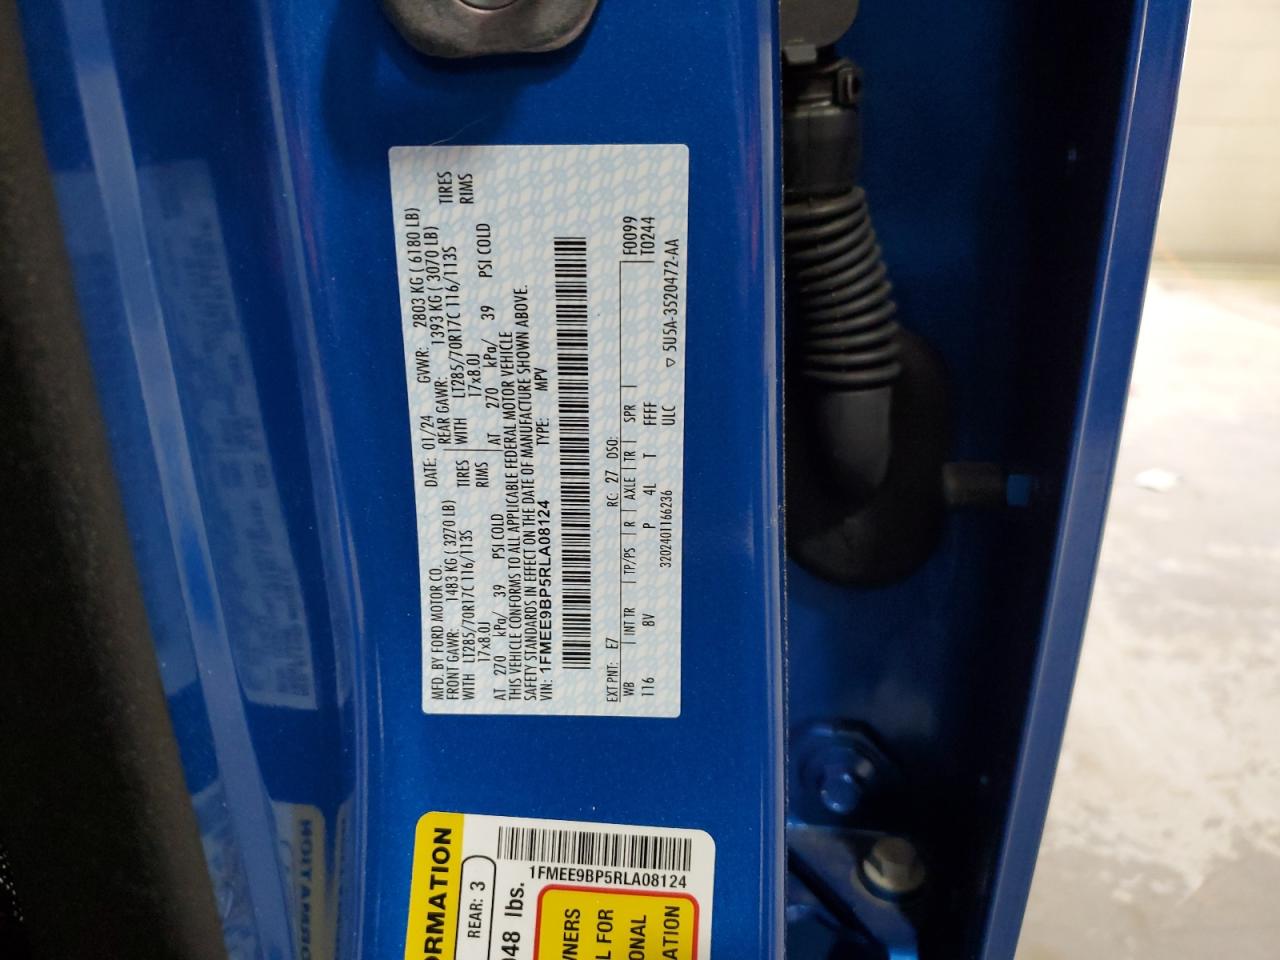 MFD. BY FORD MOTOR CO.
DATE: 01/24 GVWR: 2803 KG ( 6180 LB)
FRONT GAWR: 1483 KG ( 3270 LB) REAR GAWR: 1393 KG ( 3070 LB)
WITH LT285/70R17C 116/113S TIRES WITH LT285/70R17C 116/113S TIRES
17x8.0J RIMS 17x8.0J RIMS
AT 270 kPa/ 39 PSI COLD AT 270 kPa/ 39 PSI COLD
THIS VEHICLE CONFORMS TO ALL APPLICABLE FEDERAL MOTOR VEHICLE
SAFETY STANDARDS IN EFFECT ON THE DATE OF MANUFACTURE SHOWN ABOVE.
VIN: 1FMEE9BP5RLA08124 TYPE: MPV
EXT PNT: E7 RC: 27 DSO: F0099
WB INT TR TP/PS R AXLE TR SPR T0244
116 8V P 4L T FFFF
3202401166236 ULC ▽ 5U5A-3520472-AA
ORMATION
REAR: 3
048 lbs.
1FMEE9BP5RLA08124
WNERS
L FOR
ONAL
ATION